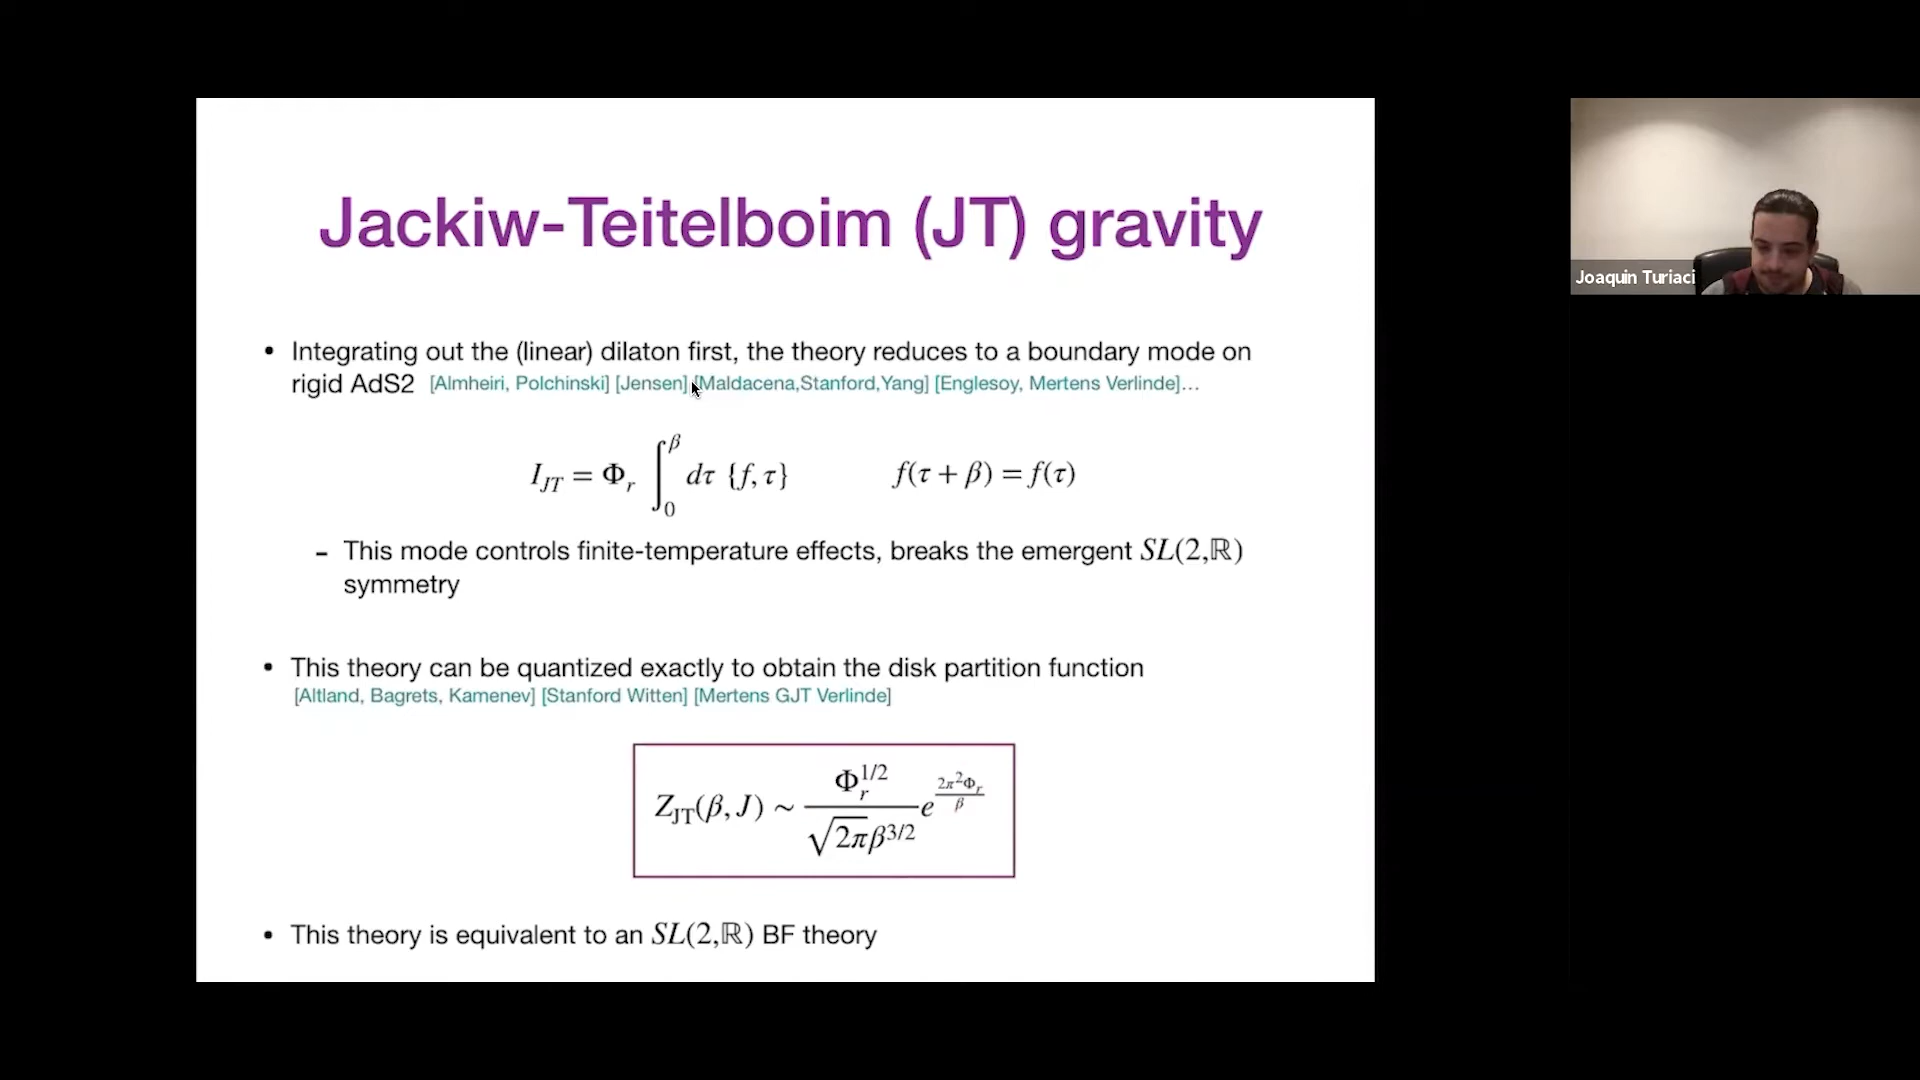 Jackiw-Teitelboim (JT) gravity
• Integrating out the (linear) dilaton first, the theory reduces to a boundary mode on
rigid AdS2 [Almheiri, Polchinski] [Jensen] [Maldacena,Stanford,Yang] [Englesoy, Mertens Verlinde]…
I_{JT} = Φ_r ∫_0^β dτ {f, τ}    f(τ + β) = f(τ)
– This mode controls finite-temperature effects, breaks the emergent SL(2,ℝ)
symmetry
• This theory can be quantized exactly to obtain the disk partition function
[Altland, Bagrets, Kamenev] [Stanford Witten] [Mertens GJT Verlinde]
Z_{JT}(β, J) ~ \frac{Φ_r^{1/2}}{\sqrt{2π}β^{3/2}} e^{\frac{2π^2Φ_r}{β}}
• This theory is equivalent to an SL(2,ℝ) BF theory
Joaquin Turiaci